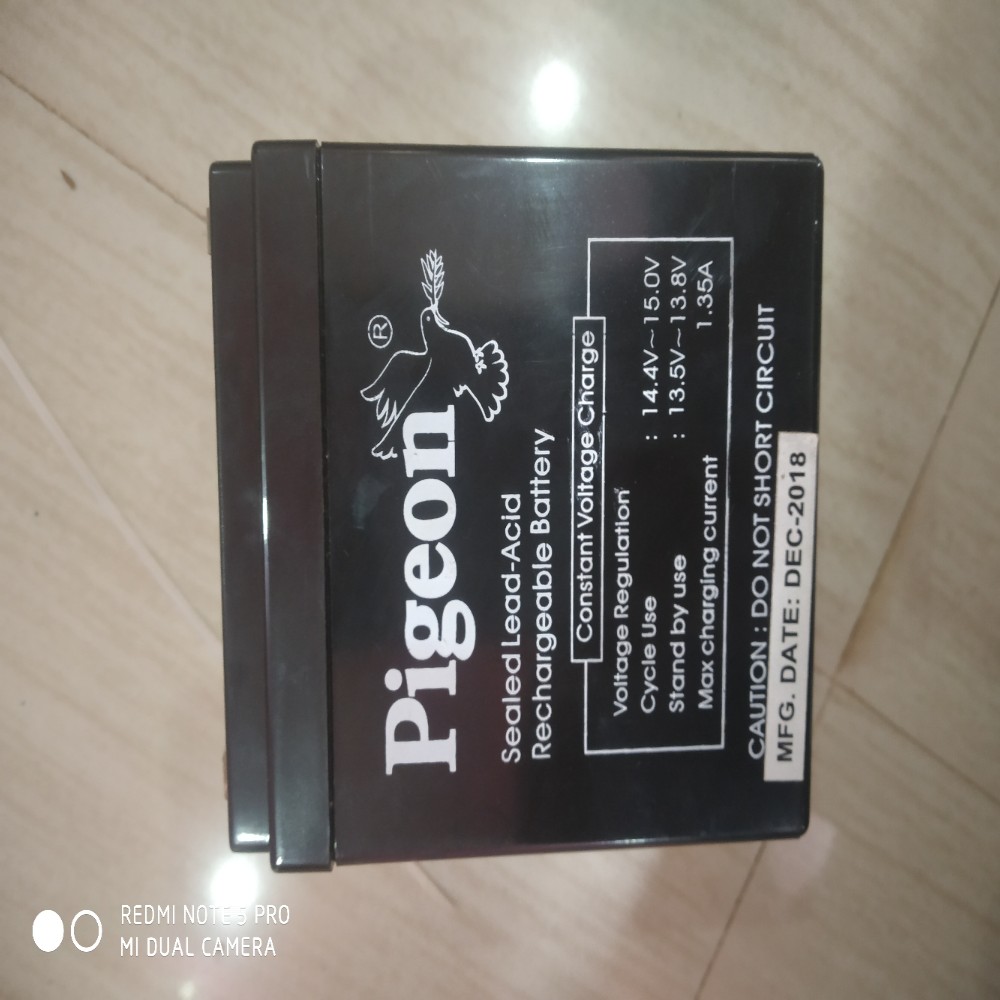 Pigeon ®
Sealed Lead-Acid
Rechargeable Battery
Constant Voltage Charge
Voltage Regulation
Cycle Use : 14.4V~15.0V
Stand by use : 13.5V~13.8V
Max charging current 1.35A
CAUTION : DO NOT SHORT CIRCUIT
MFG. DATE: DEC-2018
REDMI NOTE 5 PRO
MI DUAL CAMERA